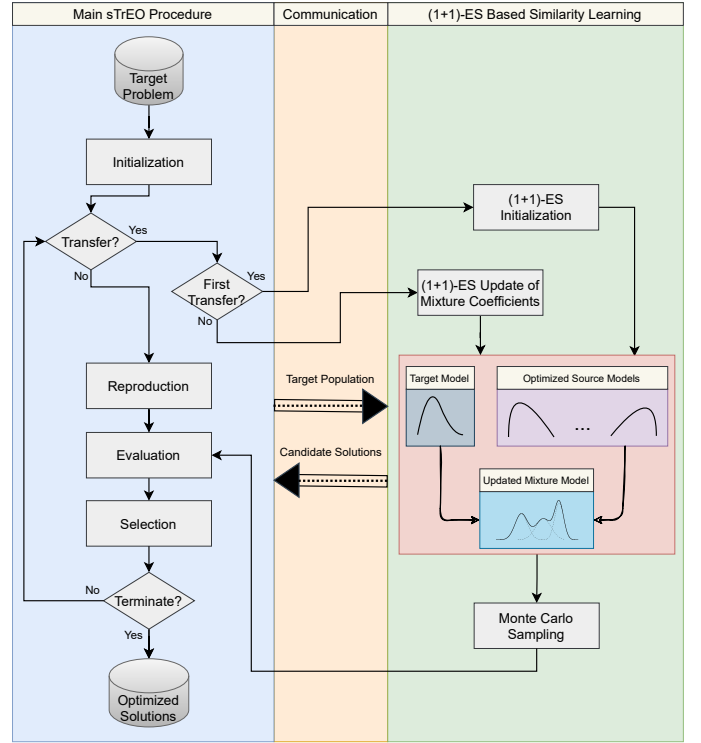 Main sTrEO Procedure
Communication
(1+1)-ES Based Similarity Learning
Target
Problem
Initialization
(1+1)-ES
Initialization
Transfer?
Yes
No
First
Transfer?
Yes
No
(1+1)-ES Update of
Mixture Coefficients
Reproduction
Target Population
Target Model
Optimized Source Models
...
Evaluation
Candidate Solutions
Updated Mixture Model
Selection
Terminate?
No
Yes
Monte Carlo
Sampling
Optimized
Solutions